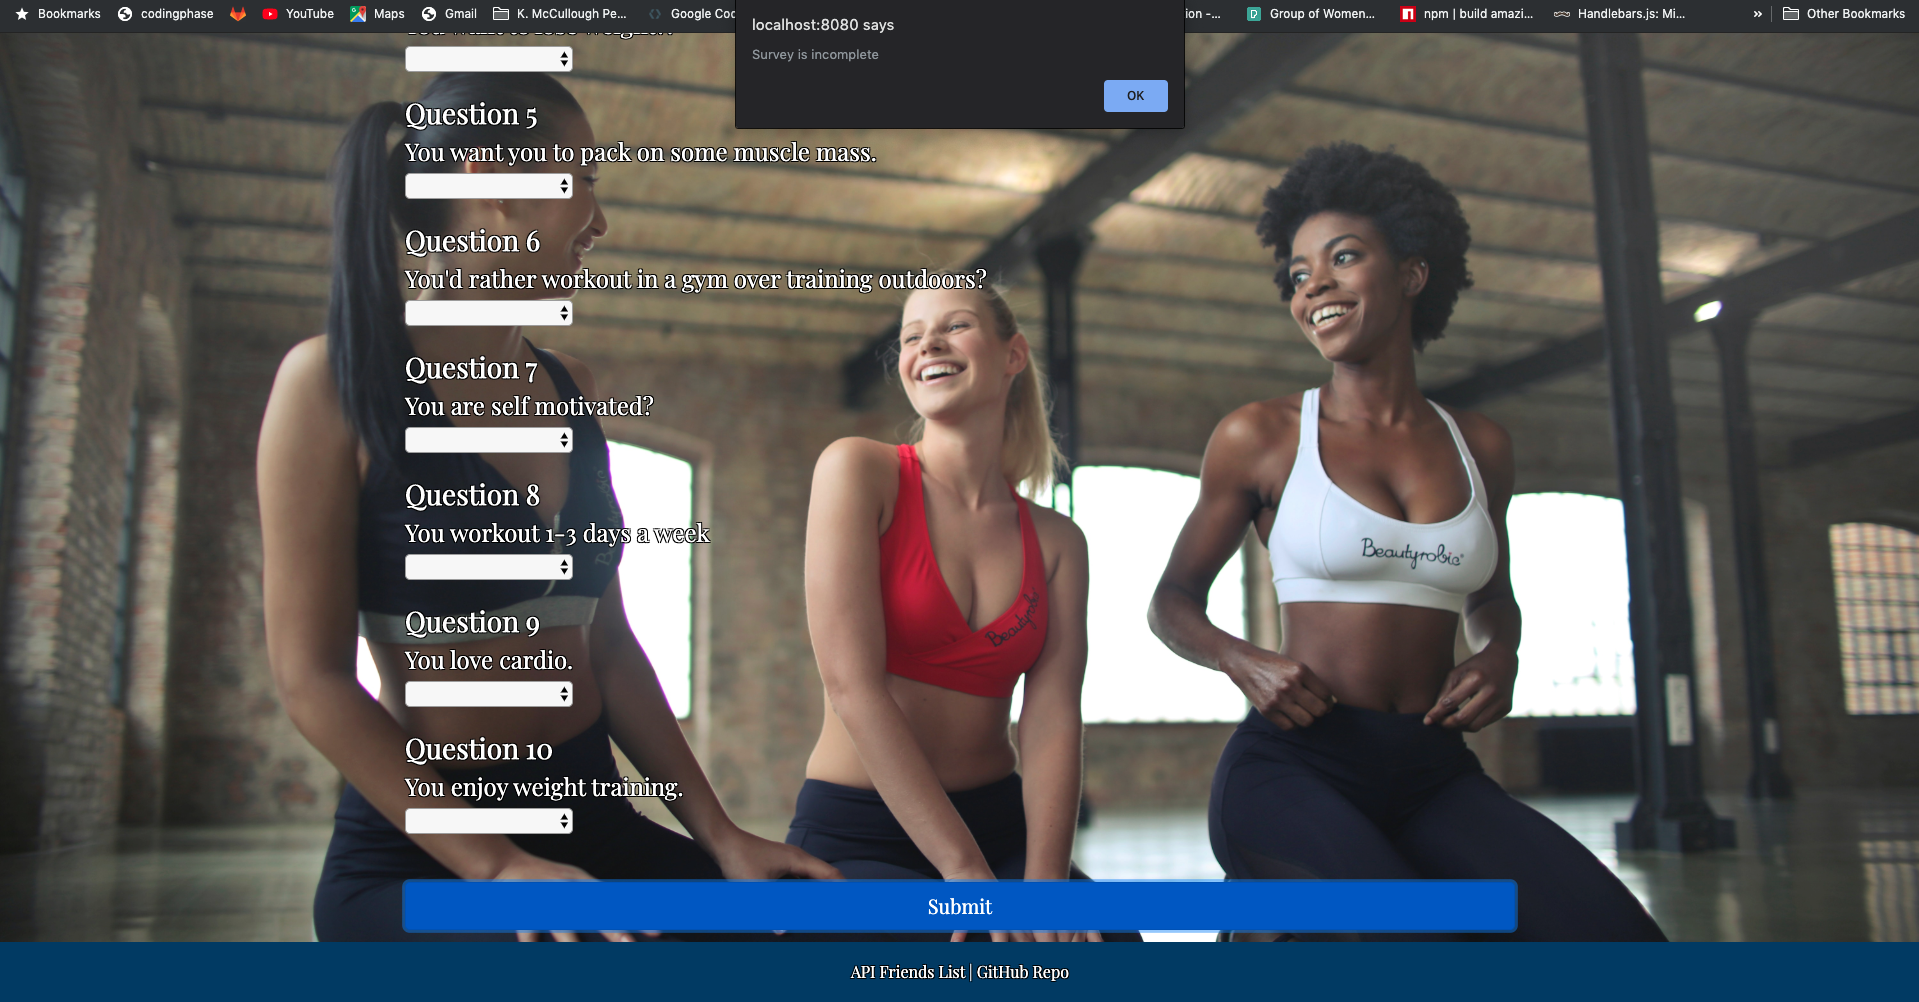 Bookmarks
codingphase
YouTube
Maps
Gmail
K. McCullough Pe...
Google Coc
ion -...
Group of Women...
npm | build amazi...
Handlebars.js: Mi...
»
Other Bookmarks
localhost:8080 says
Survey is incomplete
OK
Question 5
You want you to pack on some muscle mass.
Question 6
You'd rather workout in a gym over training outdoors?
Question 7
You are self motivated?
Question 8
You workout 1-3 days a week
Question 9
You love cardio.
Question 10
You enjoy weight training.
Beautyrobic
Beautyrobic
Submit
API Friends List | GitHub Repo